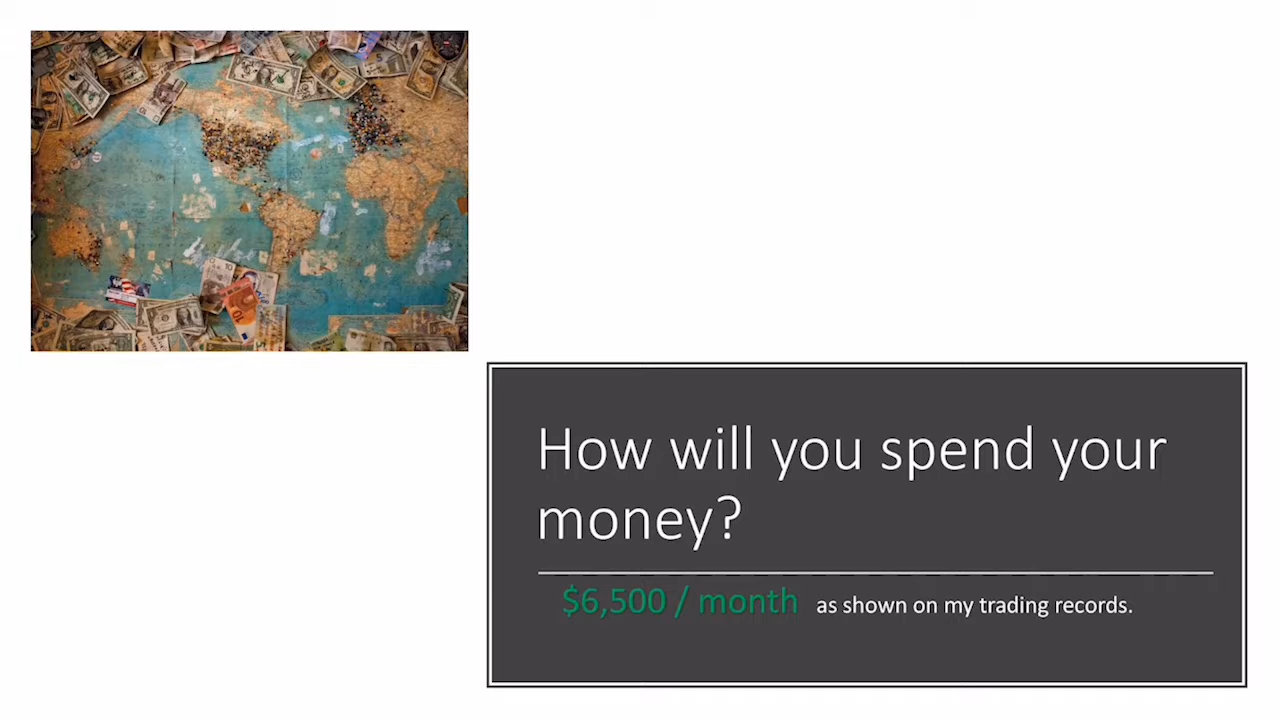 How will you spend your
money?
$6,500 / month as shown on my trading records.